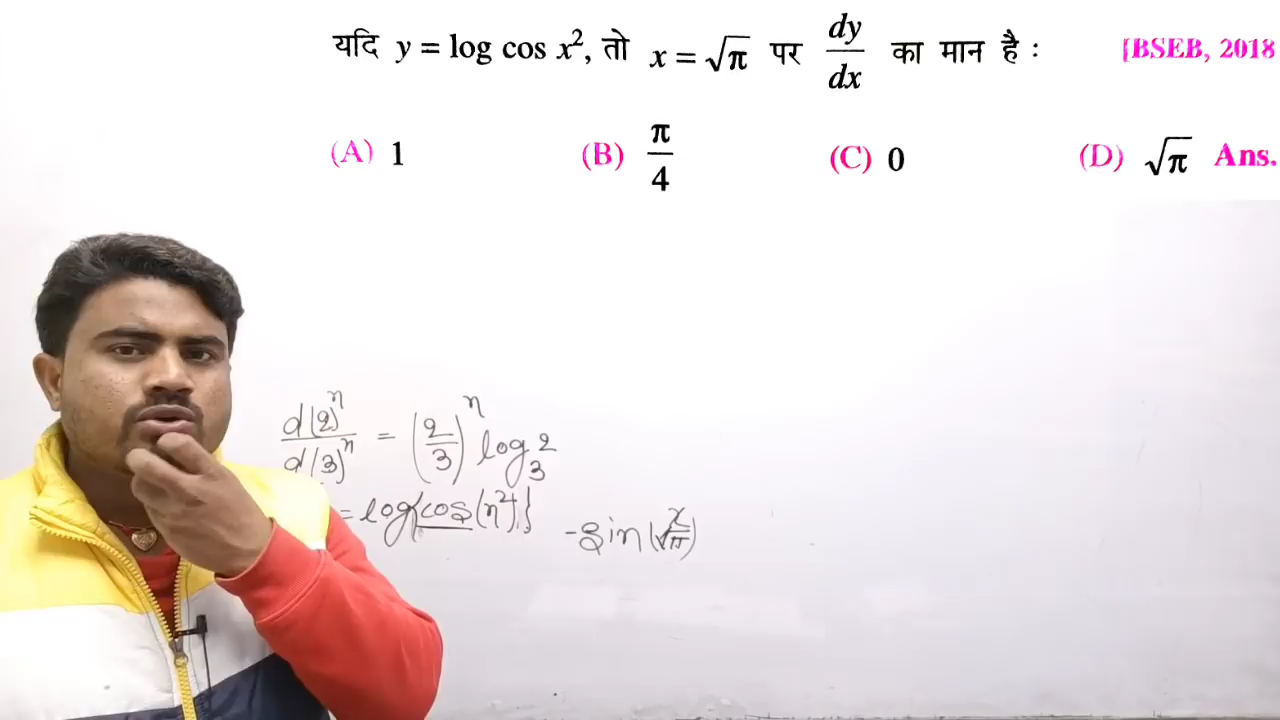 यदि y = log cos x², तो x = √π पर dy/dx का मान है : [BSEB, 2018
(A) 1 (B) π/4 (C) 0 (D) √π Ans.
d(2)ⁿ/d(3)ⁿ = (2/3)ⁿ log 2/3
= log{cos(n²)}
-sin(